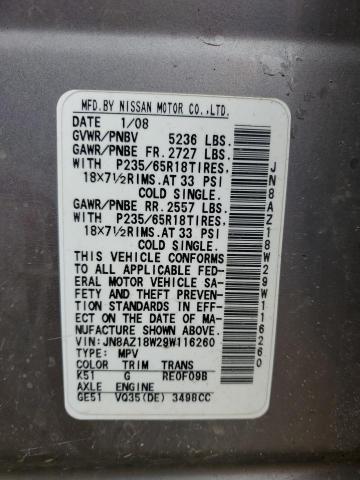 MFD.BY NISSAN MOTOR CO.,LTD.
DATE 1/08
GVWR/PNBV 5236 LBS.
GAWR/PNBE FR. 2727 LBS.
WITH P235/65R18TIRES,
18×7½RIMS.AT 33 PSI
COLD SINGLE.
GAWR/PNBE RR. 2557 LBS.
WITH P235/65R18TIRES,
18×7½RIMS.AT 33 PSI
COLD SINGLE.
THIS VEHICLE CONFORMS
TO ALL APPLICABLE FED-
ERAL MOTOR VEHICLE SA-
FETY AND THEFT PREVEN-
TION STANDARDS IN EFF-
ECT ON THE DATE OF MA-
NUFACTURE SHOWN ABOVE.
VIN: JN8AZ18W29W116260
TYPE: MPV
COLOR TRIM TRANS
K51 G RE0F09B
AXLE ENGINE
GE51 VQ35(DE) 3498CC
JN8AZ18W29W116260